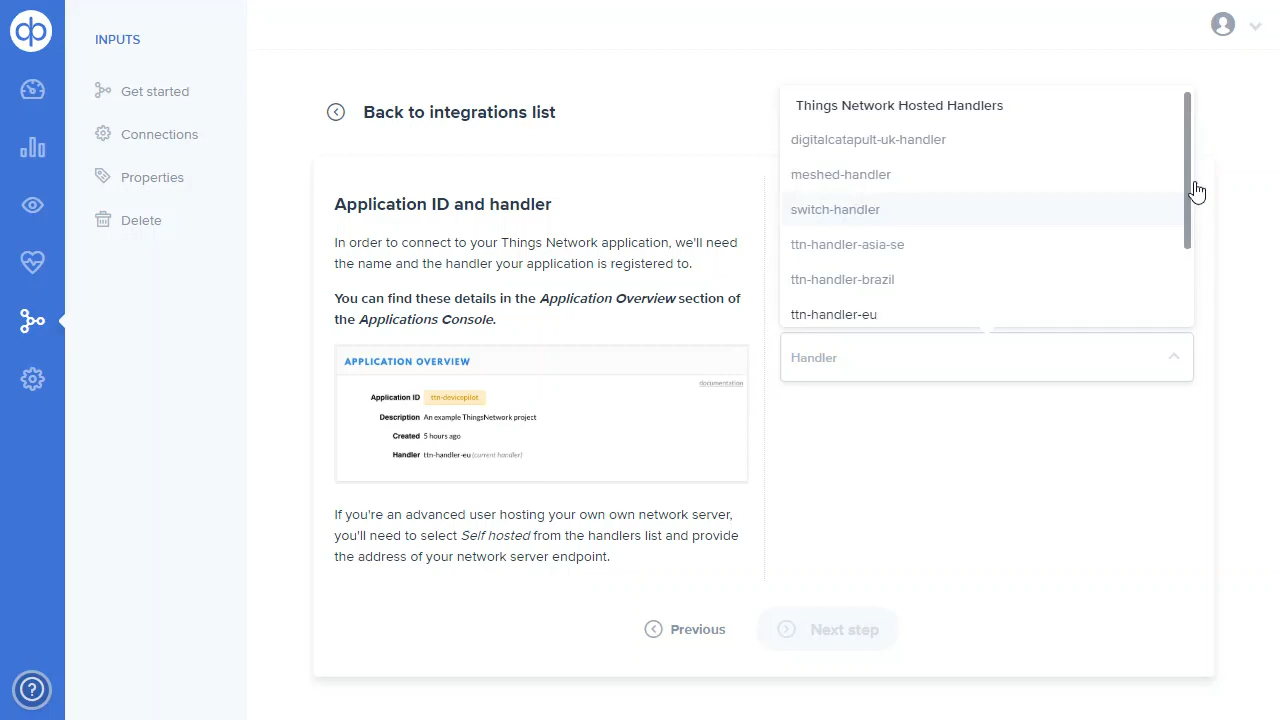 dp
INPUTS
Get started
Connections
Properties
Delete
Back to integrations list
Application ID and handler
In order to connect to your Things Network application, we'll need
the name and the handler your application is registered to.
You can find these details in the Application Overview section of
the Applications Console.
APPLICATION OVERVIEW
documentation
Application ID ttn-devicepilot
Description An example ThingsNetwork project
Created 5 hours ago
Handler ttn-handler-eu (current handler)
If you're an advanced user hosting your own own network server,
you'll need to select Self hosted from the handlers list and provide
the address of your network server endpoint.
Things Network Hosted Handlers
digitalcatapult-uk-handler
meshed-handler
switch-handler
ttn-handler-asia-se
ttn-handler-brazil
ttn-handler-eu
Handler
Previous
Next step
?